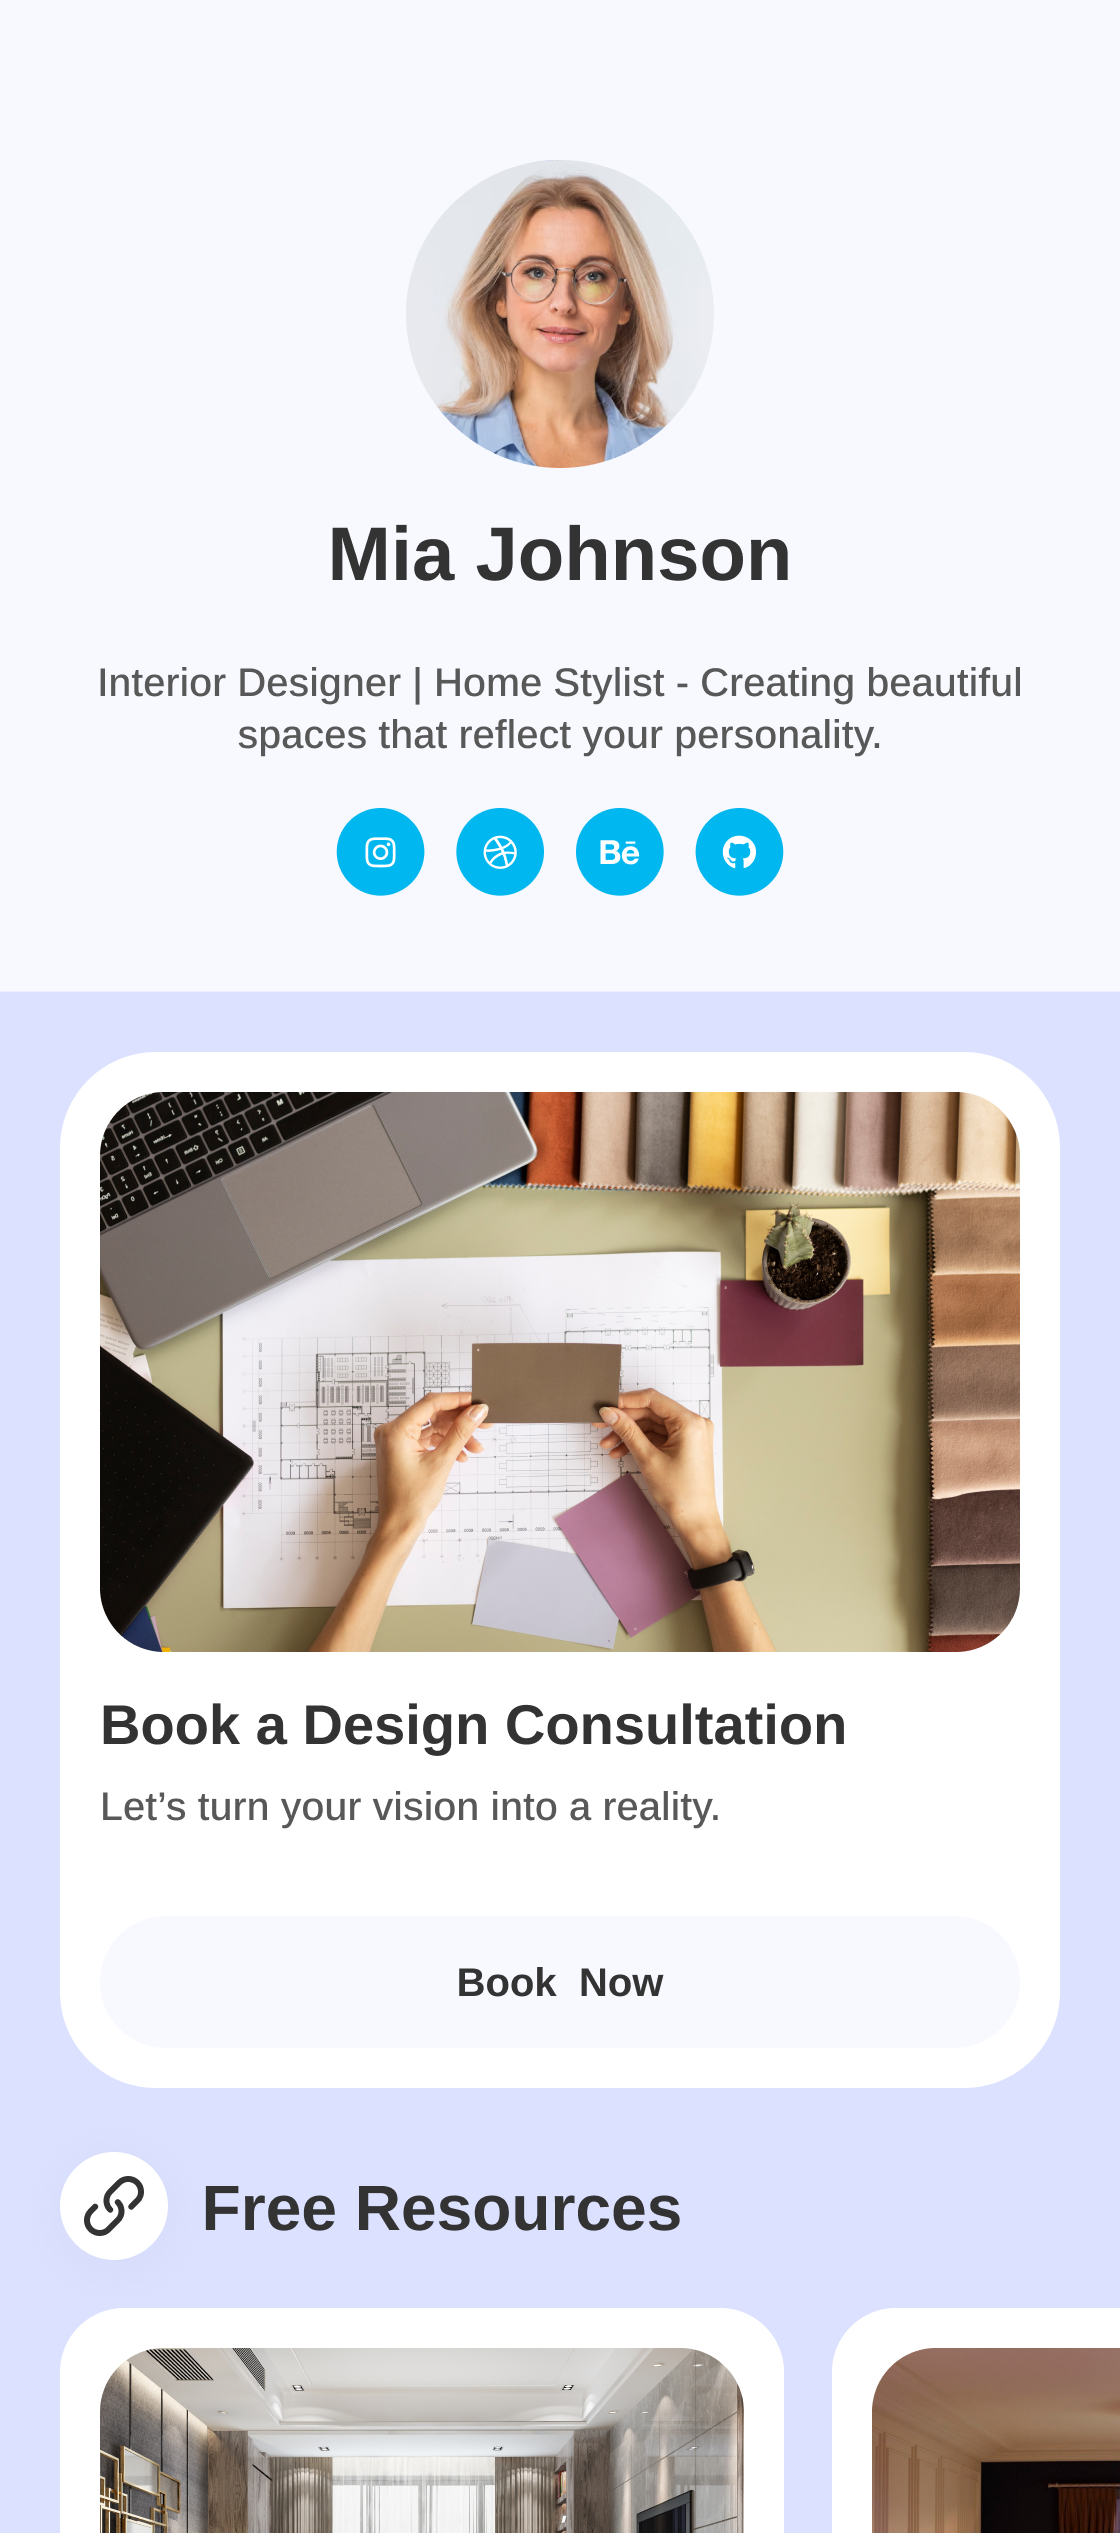 Mia Johnson
Interior Designer | Home Stylist - Creating beautiful
spaces that reflect your personality.
Bē
Book a Design Consultation
Let’s turn your vision into a reality.
Book Now
Free Resources